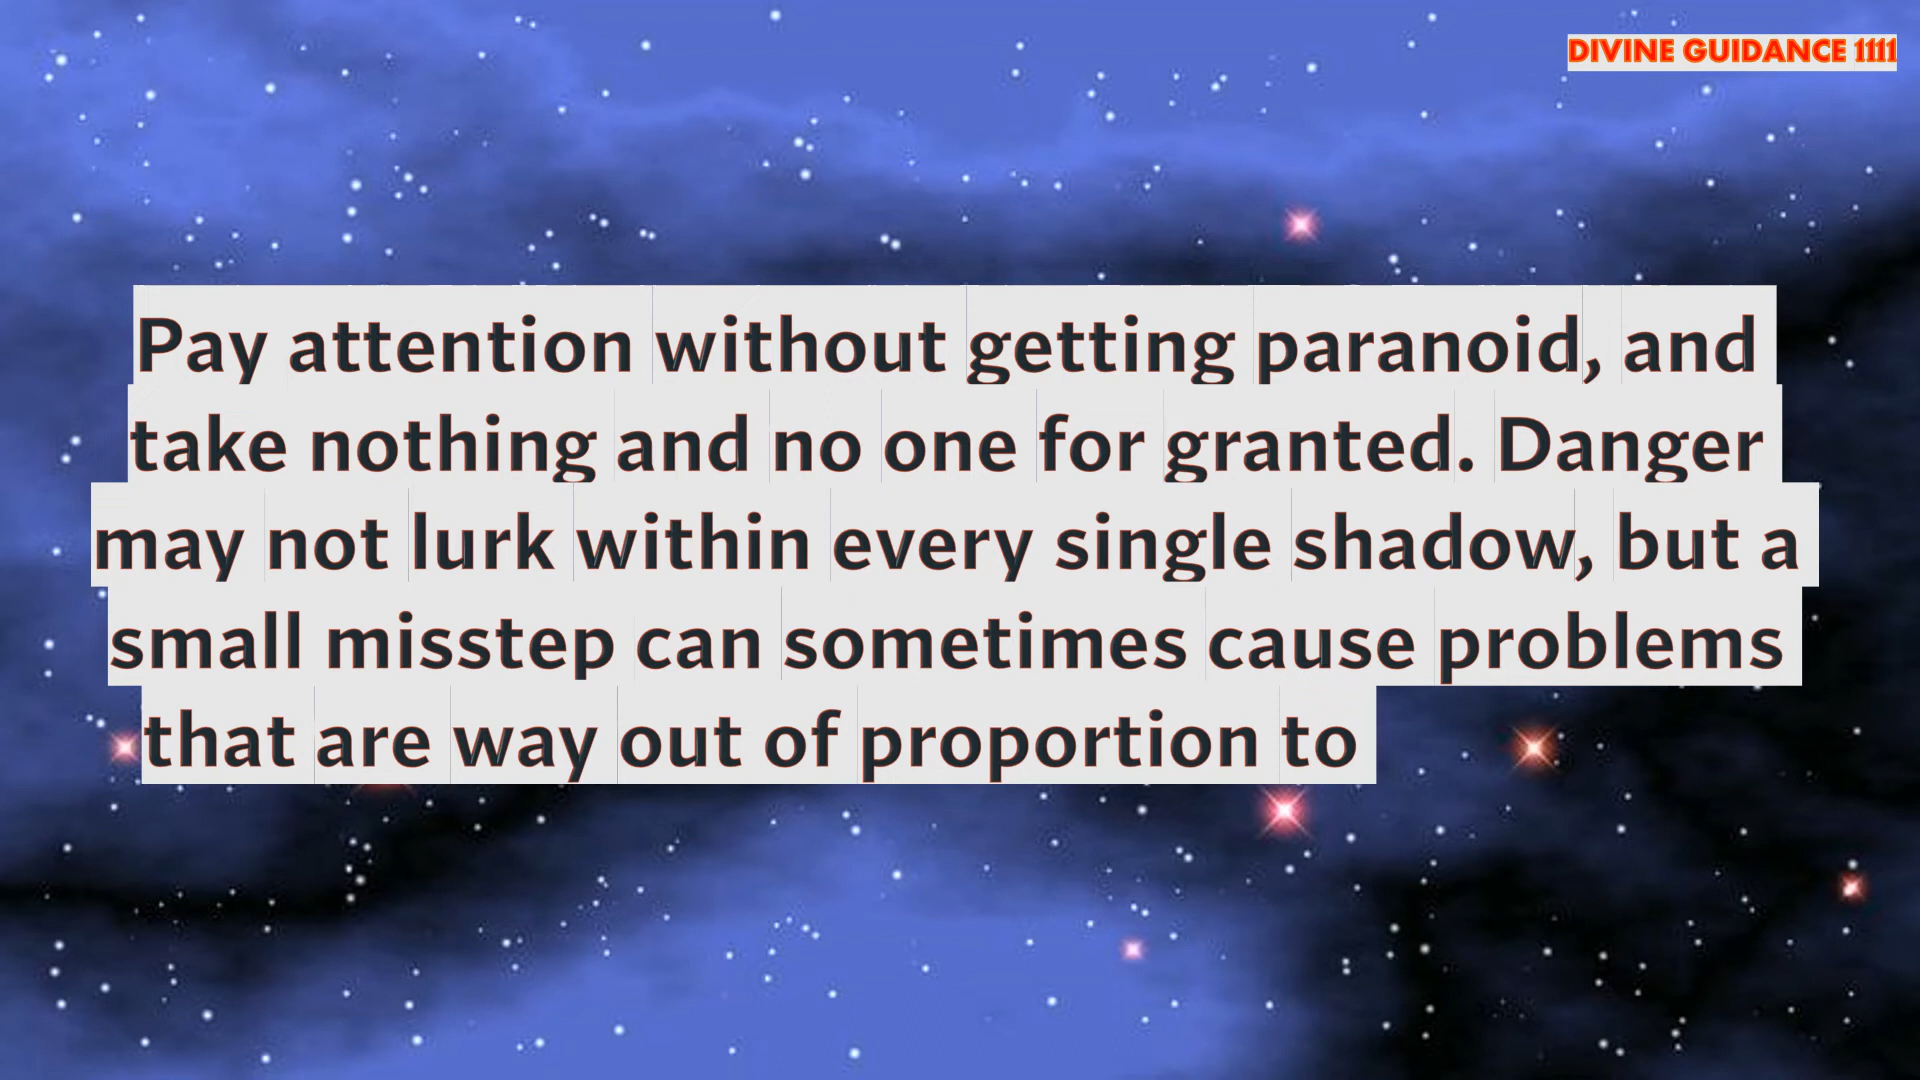 DIVINE GUIDANCE 1111
Pay attention without getting paranoid, and
take nothing and no one for granted. Danger
may not lurk within every single shadow, but a
small misstep can sometimes cause problems
that are way out of proportion to